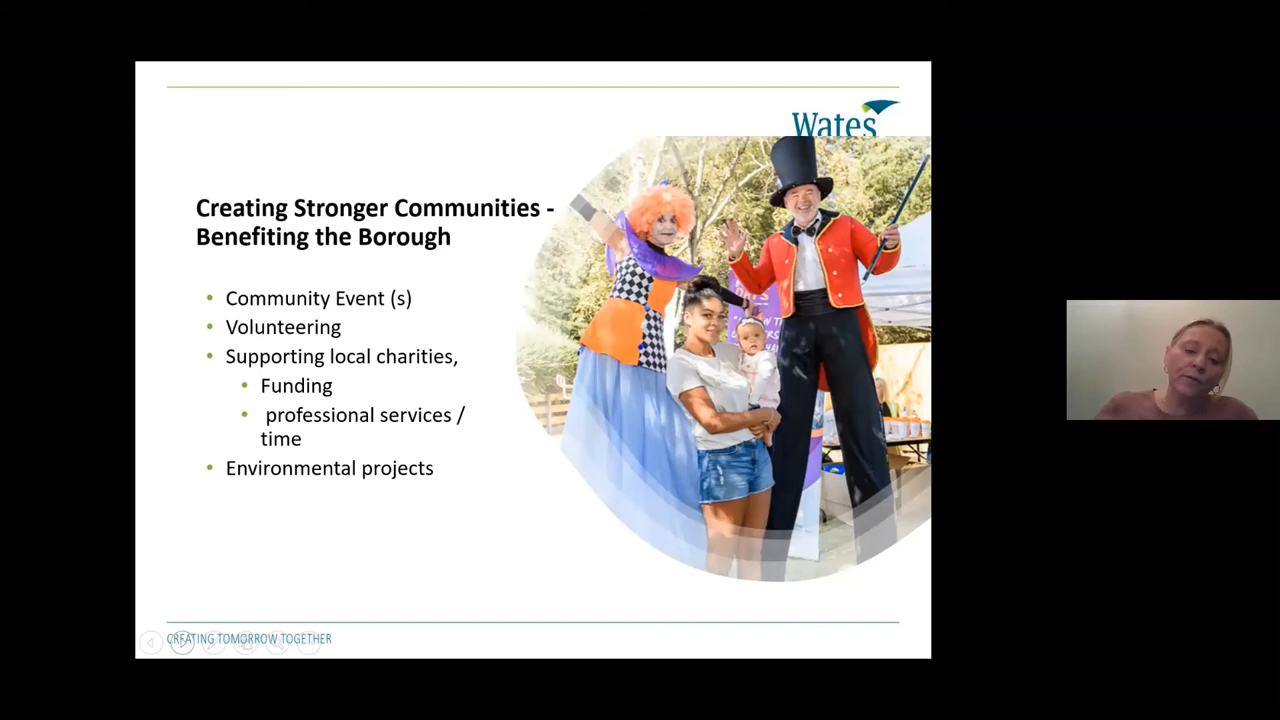 Wates
Creating Stronger Communities -
Benefiting the Borough
• Community Event (s)
• Volunteering
• Supporting local charities,
• Funding
• professional services /
time
• Environmental projects
DAYS
CREATING TOMORROW TOGETHER